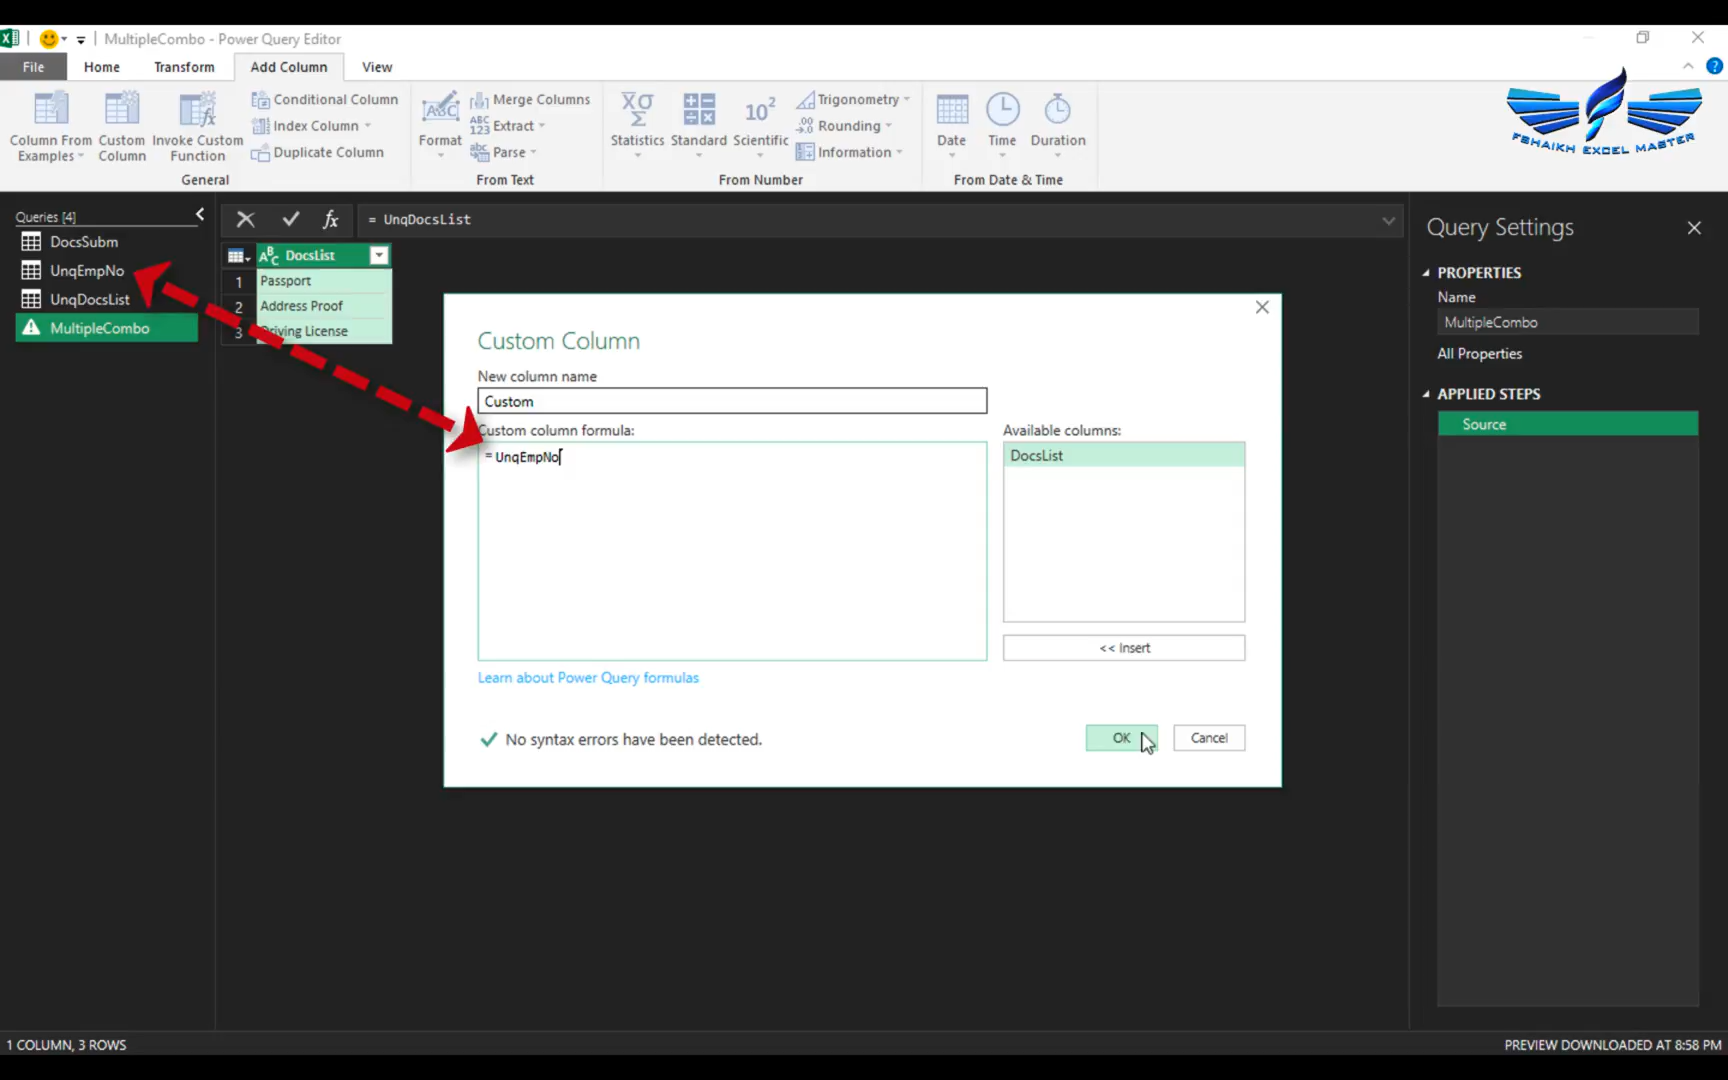 MultipleCombo - Power Query Editor
File
Home
Transform
Add Column
View
Column From
Examples
Custom
Column
Invoke Custom
Function
Conditional Column
Index Column
Duplicate Column
General
Format
Merge Columns
Extract
Parse
From Text
Statistics
Standard
Scientific
Trigonometry
Rounding
Information
From Number
Date
Time
Duration
From Date & Time
FSHAIKH EXCEL MASTER
Queries [4]
DocsSubm
UnqEmpNo
UnqDocsList
MultipleCombo
fx
= UnqDocsList
DocsList
1 Passport
2 Address Proof
3 Driving License
Custom Column
New column name
Custom
Custom column formula:
= UnqEmpNo
Available columns:
DocsList
<< Insert
Learn about Power Query formulas
No syntax errors have been detected.
OK
Cancel
Query Settings
PROPERTIES
Name
MultipleCombo
All Properties
APPLIED STEPS
Source
1 COLUMN, 3 ROWS
PREVIEW DOWNLOADED AT 8:58 PM